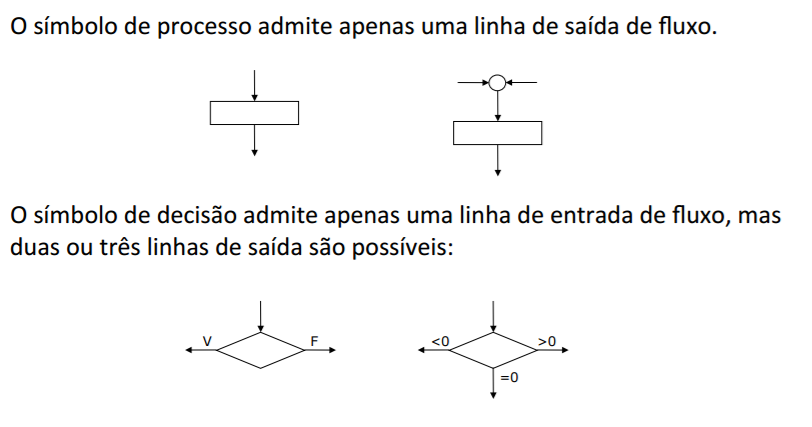 O símbolo de processo admite apenas uma linha de saída de fluxo.
O símbolo de decisão admite apenas uma linha de entrada de fluxo, mas
duas ou três linhas de saída são possíveis:
V F <0 >0
=0